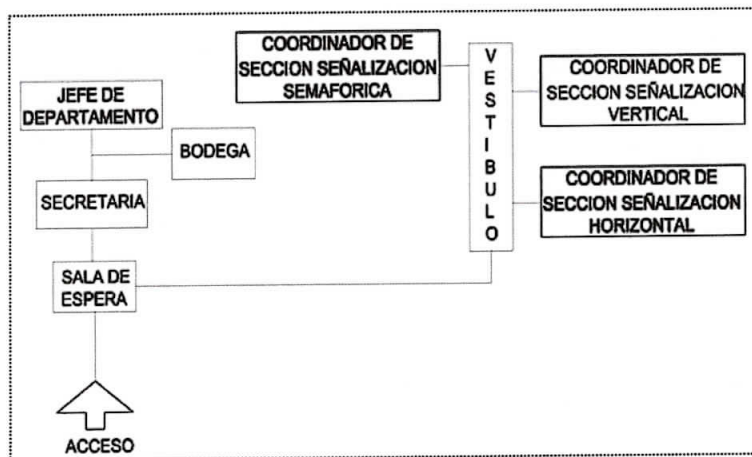 COORDINADOR DE
SECCION SEÑALIZACION
SEMAFORICA
VESTIBULO
COORDINADOR DE
SECCION SEÑALIZACION
VERTICAL
JEFE DE
DEPARTAMENTO
BODEGA
SECRETARIA
COORDINADOR DE
SECCION SEÑALIZACION
HORIZONTAL
SALA DE
ESPERA
ACCESO